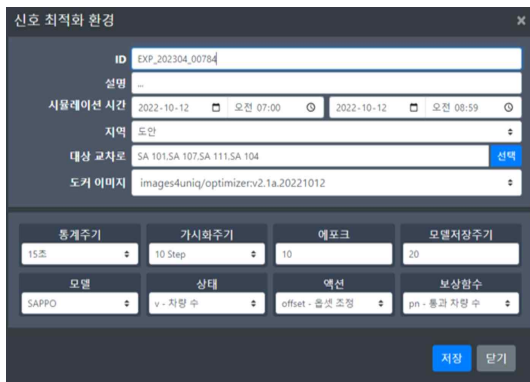 신호 최적화 환경 ×
ID EXP_202304_00784
설명 ...
시뮬레이션 시간 2022-10-12 오전 07:00 2022-10-12 오전 08:59
지역 도안
대상 교차로 SA 101,SA 107,SA 111,SA 104 선택
도커 이미지 images4uniq/optimizer:v2.1a.20221012
통계주기 가시화주기 에포크 모델저장주기
15초 10 Step 10 20
모델 상태 액션 보상함수
SAPPO v - 차량 수 offset - 옵셋 조정 pn - 통과 차량 수
저장 닫기